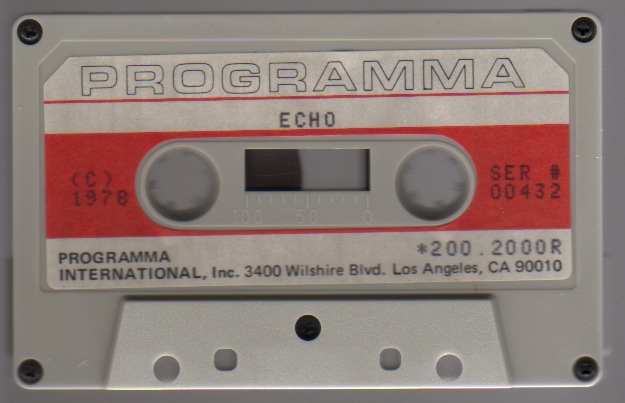 PROGRAMMA
ECHO
(C)
1978
SER #
00432
100 50 0
*200.2000R
PROGRAMMA
INTERNATIONAL, Inc. 3400 Wilshire Blvd. Los Angeles, CA 90010